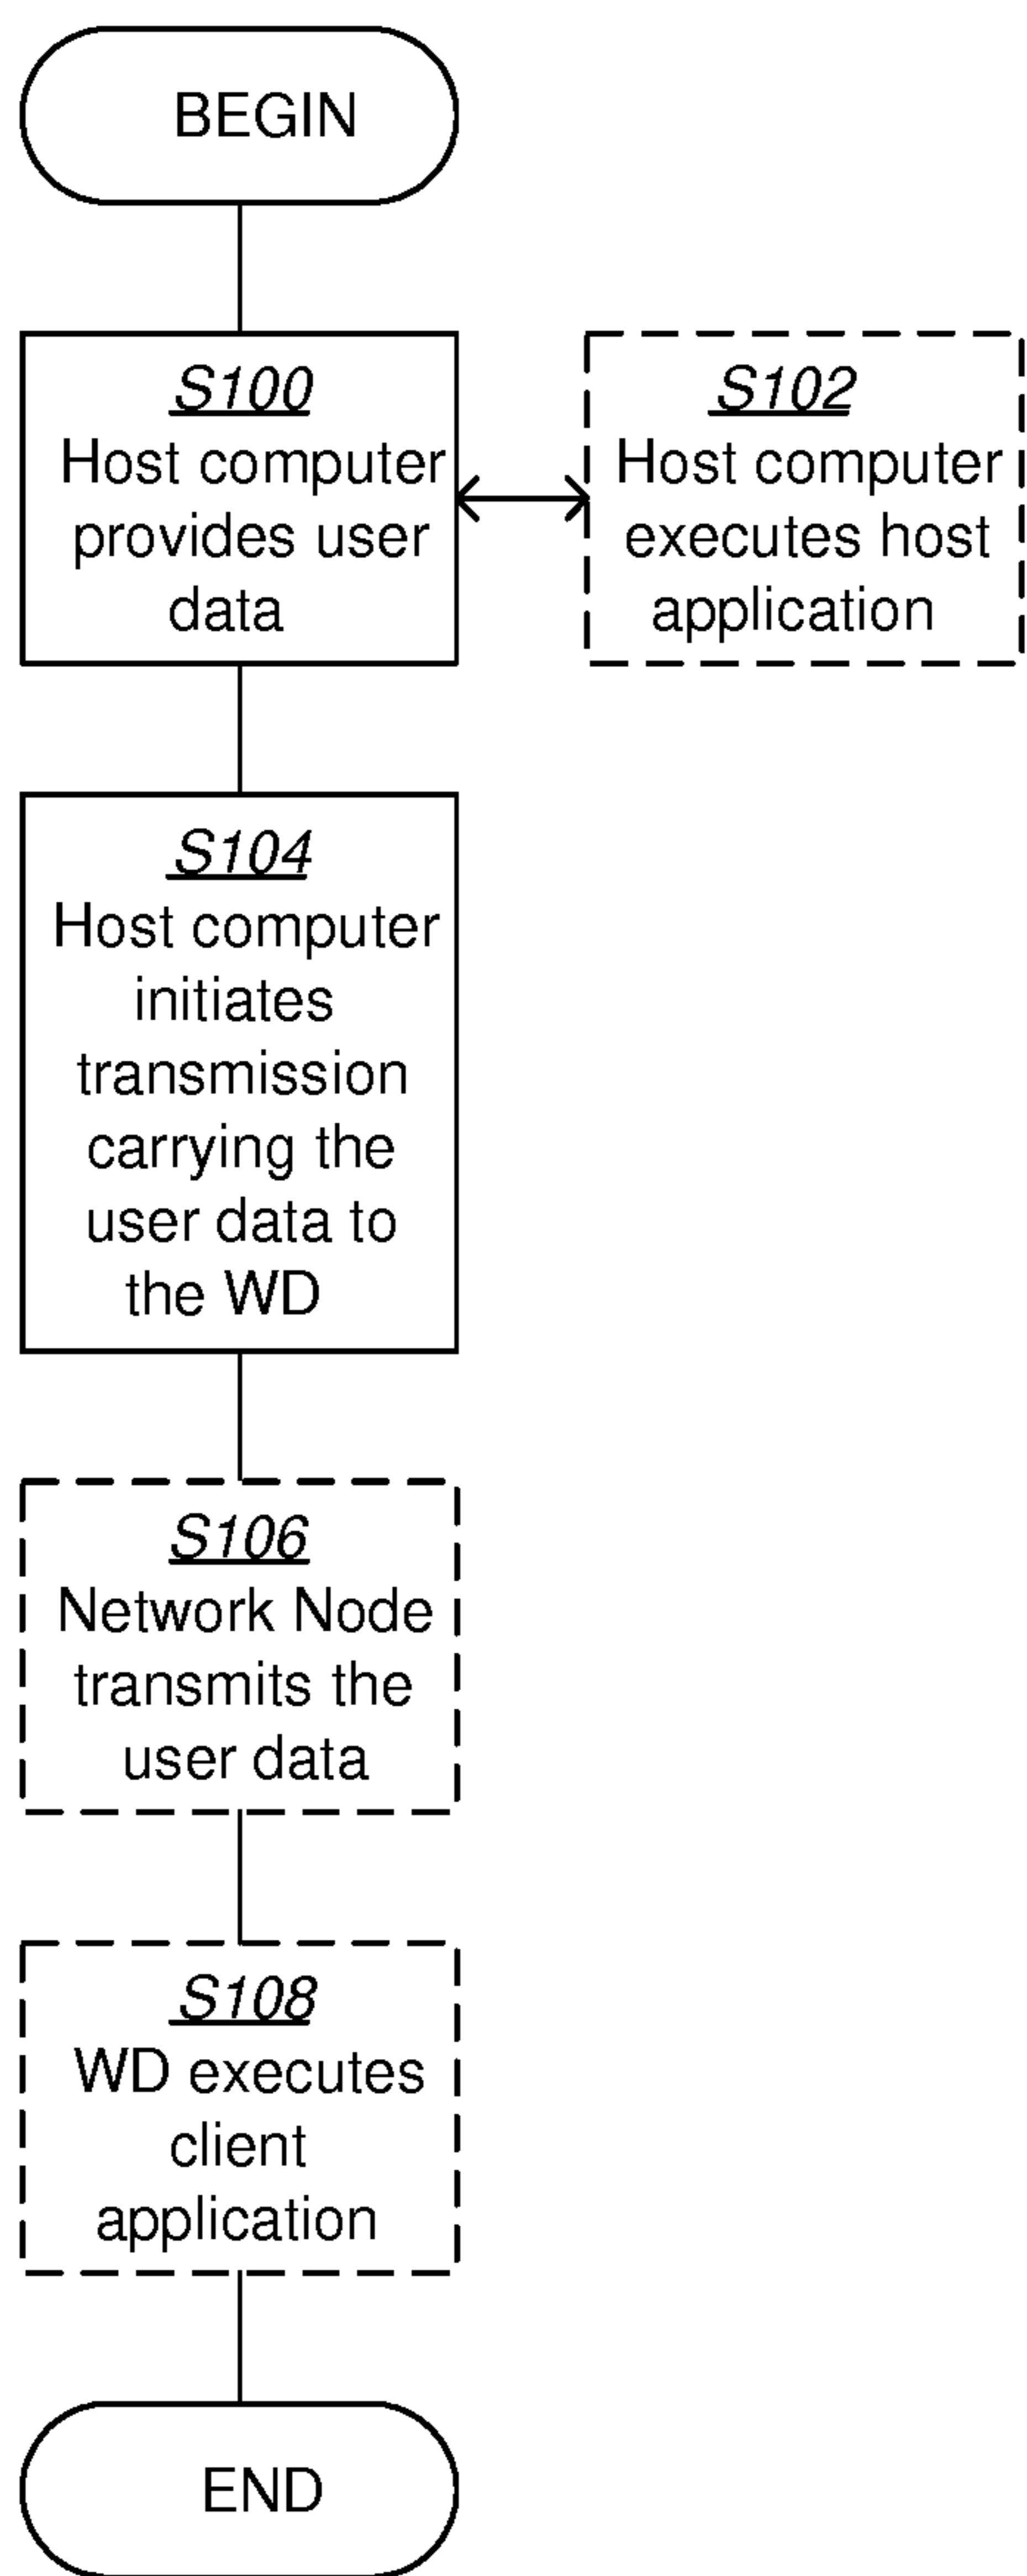 BEGIN
S100
Host computer
provides user
data
S102
Host computer
executes host
application
S104
Host computer
initiates
transmission
carrying the
user data to
the WD
S106
Network Node
transmits the
user data
S108
WD executes
client
application
END